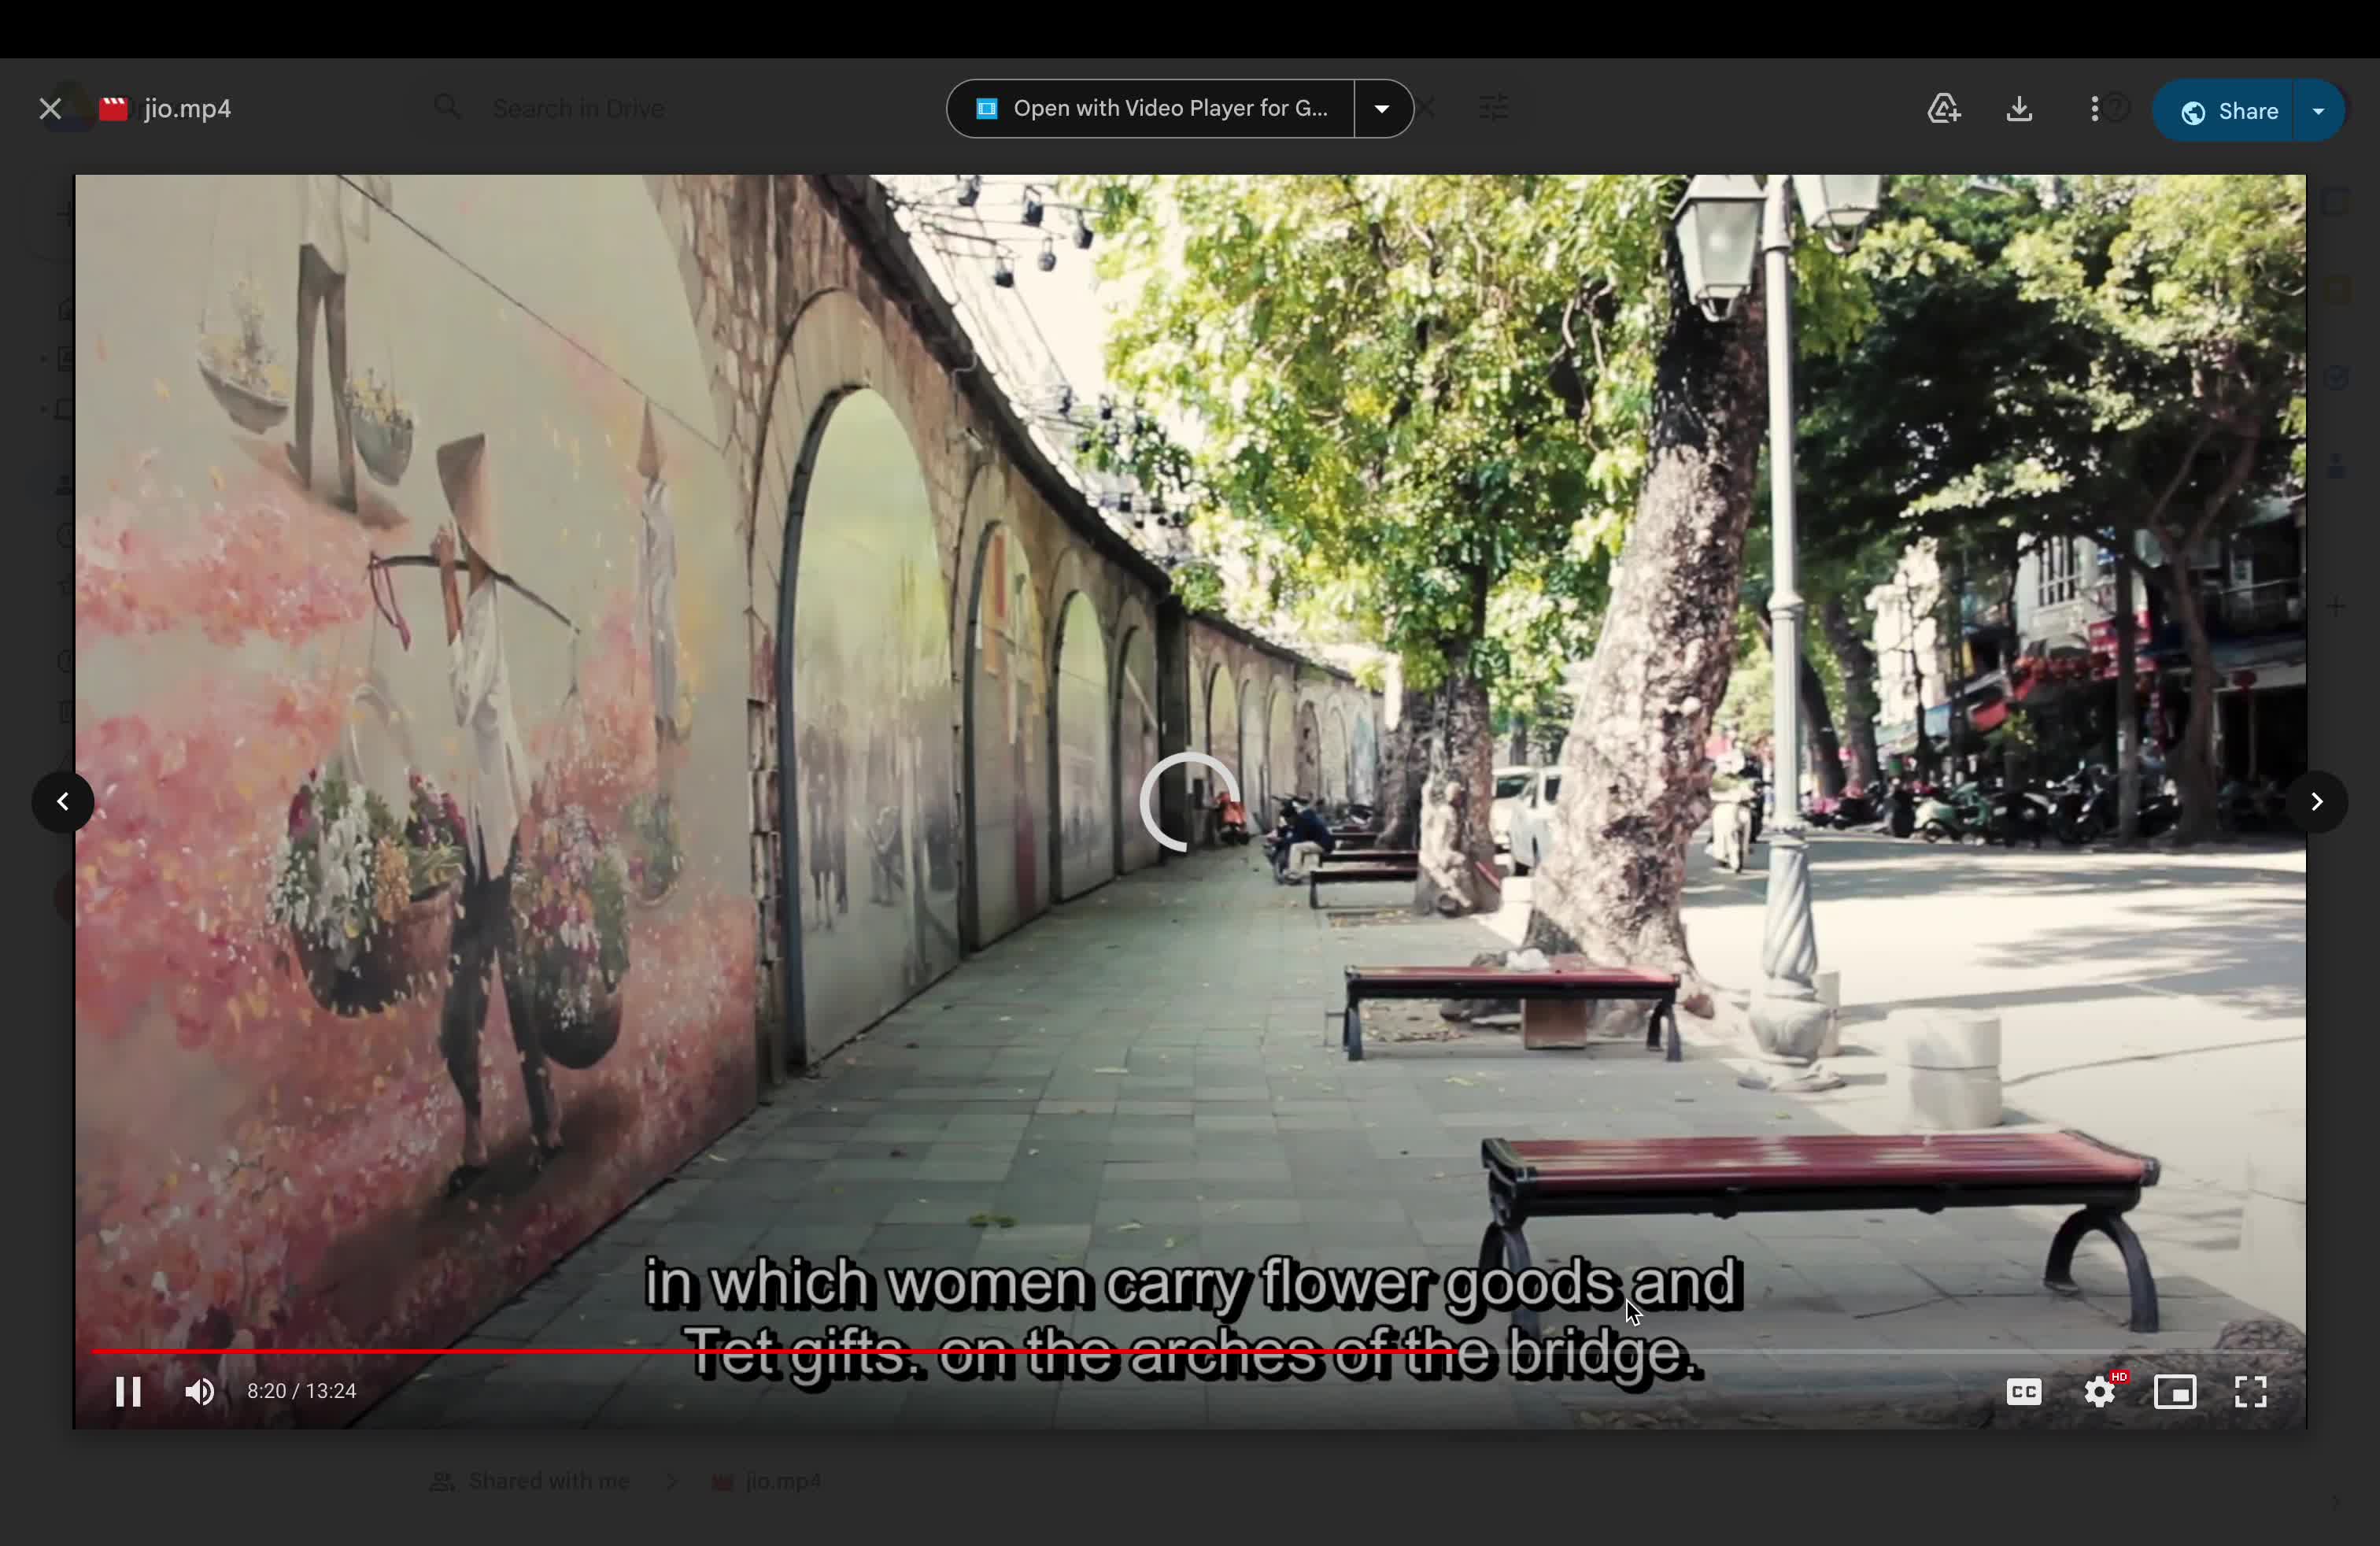 jio.mp4
Search in Drive
Open with Video Player for G...
Share
in which women carry flower goods and
Tet gifts. on the arches of the bridge.
8:20 / 13:24
CC
HD
Shared with me
jio.mp4